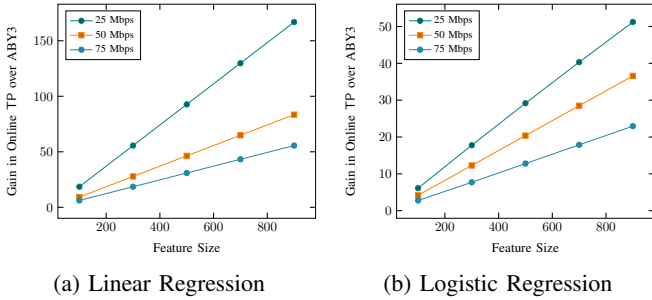 Gain in Online TP over ABY3
150
100
50
0
25 Mbps
50 Mbps
75 Mbps
200
400
600
800
Feature Size
(a) Linear Regression
Gain in Online TP over ABY3
50
40
30
20
10
0
25 Mbps
50 Mbps
75 Mbps
200
400
600
800
Feature Size
(b) Logistic Regression